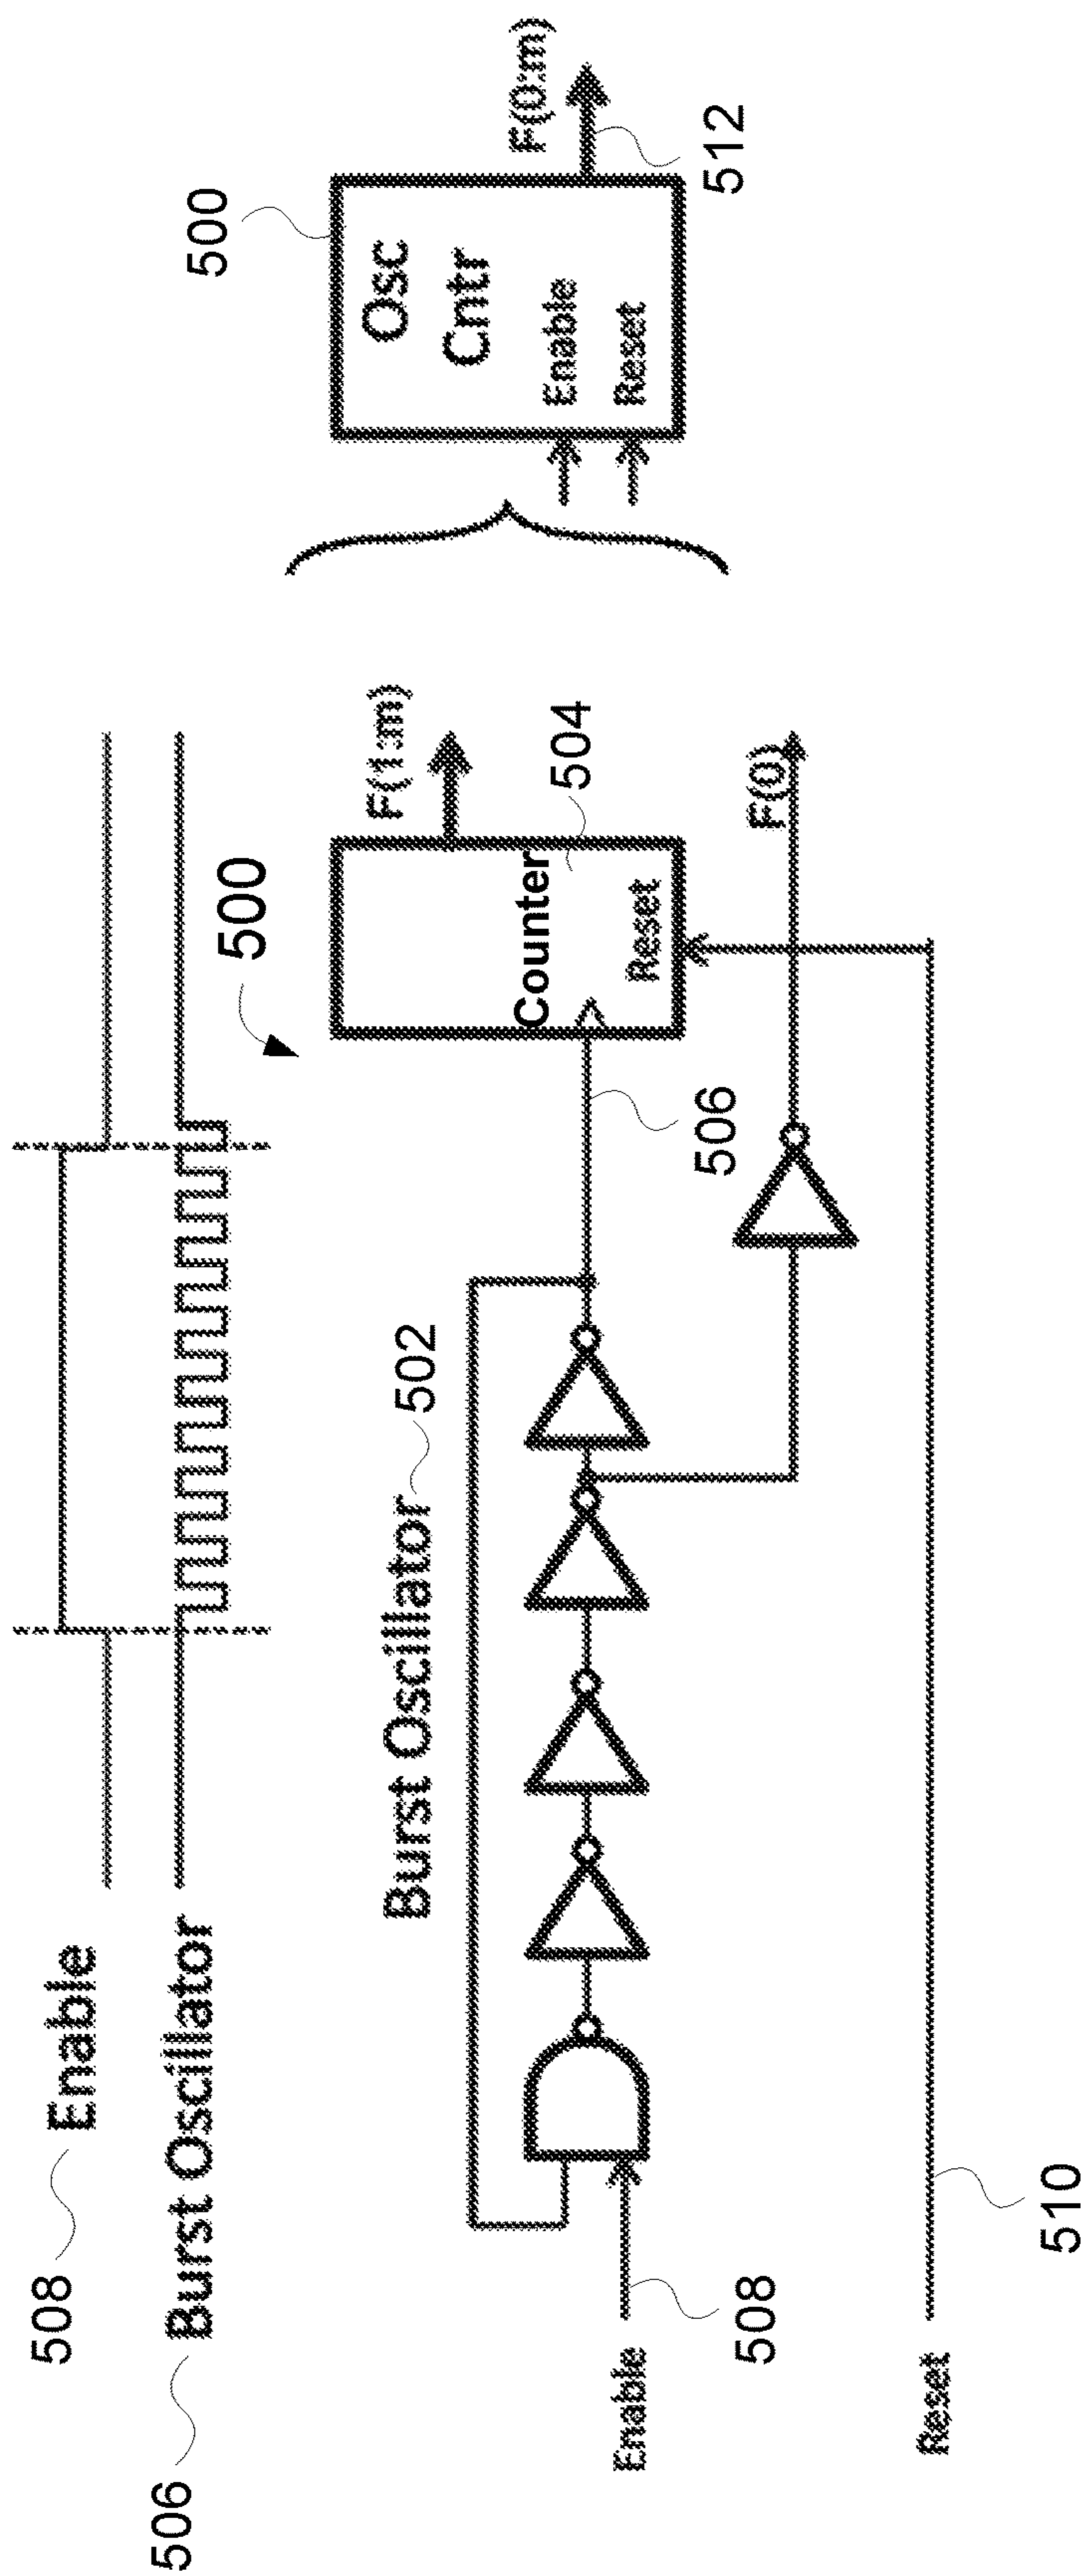 508 Enable
506 Burst Oscillator
500
Burst Oscillator 502
Counter
Reset
504
F(1:m)
506
F(0)
Enable
508
Reset
510
500
Osc
Cntr
Enable
Reset
F(0:m)
512